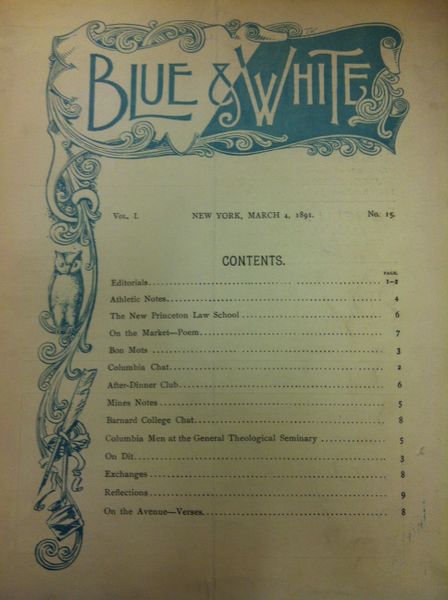 BLUE & WHITE
VOL. I. NEW YORK, MARCH 4, 1891. No. 15.
CONTENTS.
PAGE.
Editorials 1–2
Athletic Notes 4
The New Princeton Law School 6
On the Market—Poem 7
Bon Mots 3
Columbia Chat 2
After-Dinner Club 6
Mines Notes 5
Barnard College Chat 8
Columbia Men at the General Theological Seminary 5
On Dit 3
Exchanges 8
Reflections 9
On the Avenue—Verses. 8